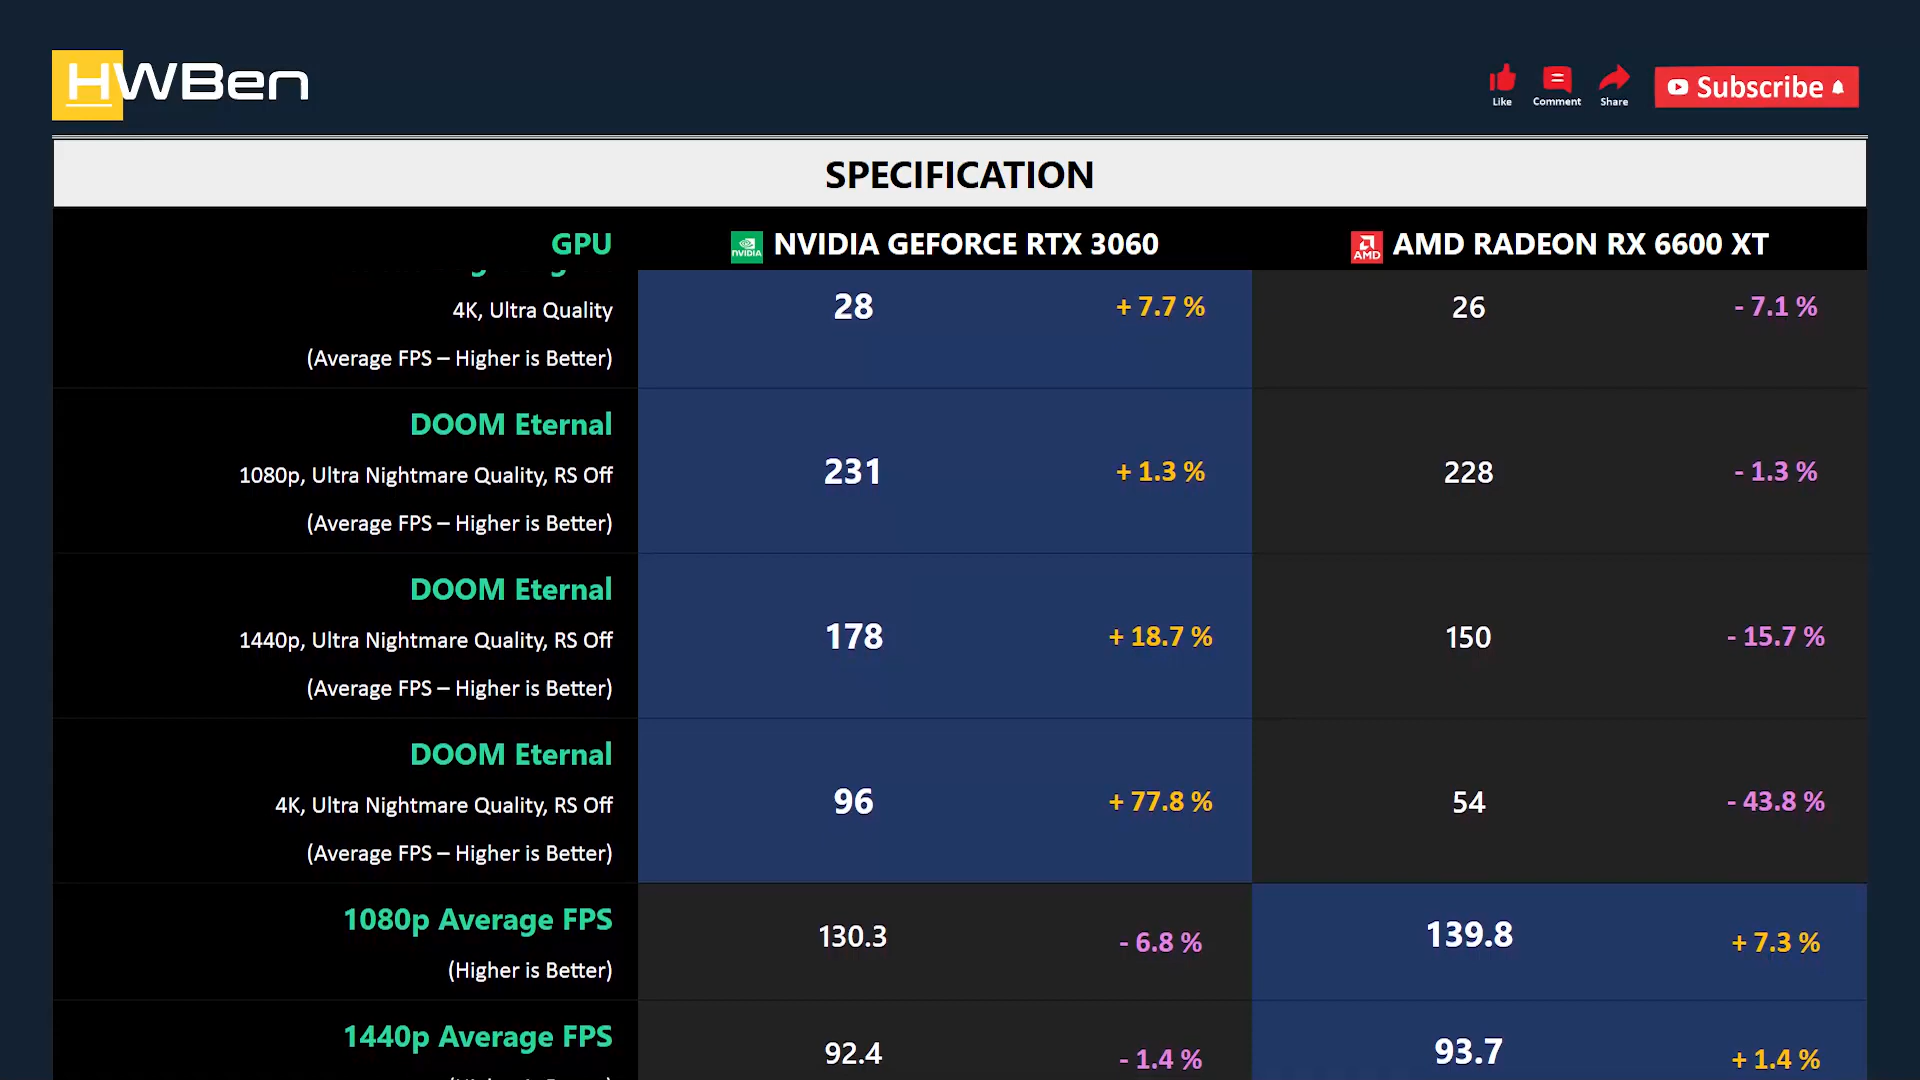 HWBen
Like
Comment
Share
Subscribe
SPECIFICATION
GPU
NVIDIA
NVIDIA GEFORCE RTX 3060
AMD
AMD RADEON RX 6600 XT
4K, Ultra Quality
(Average FPS – Higher is Better)
28
+ 7.7 %
26
- 7.1 %
DOOM Eternal
1080p, Ultra Nightmare Quality, RS Off
(Average FPS – Higher is Better)
231
+ 1.3 %
228
- 1.3 %
DOOM Eternal
1440p, Ultra Nightmare Quality, RS Off
(Average FPS – Higher is Better)
178
+ 18.7 %
150
- 15.7 %
DOOM Eternal
4K, Ultra Nightmare Quality, RS Off
(Average FPS – Higher is Better)
96
+ 77.8 %
54
- 43.8 %
1080p Average FPS
(Higher is Better)
130.3
- 6.8 %
139.8
+ 7.3 %
1440p Average FPS
92.4
- 1.4 %
93.7
+ 1.4 %